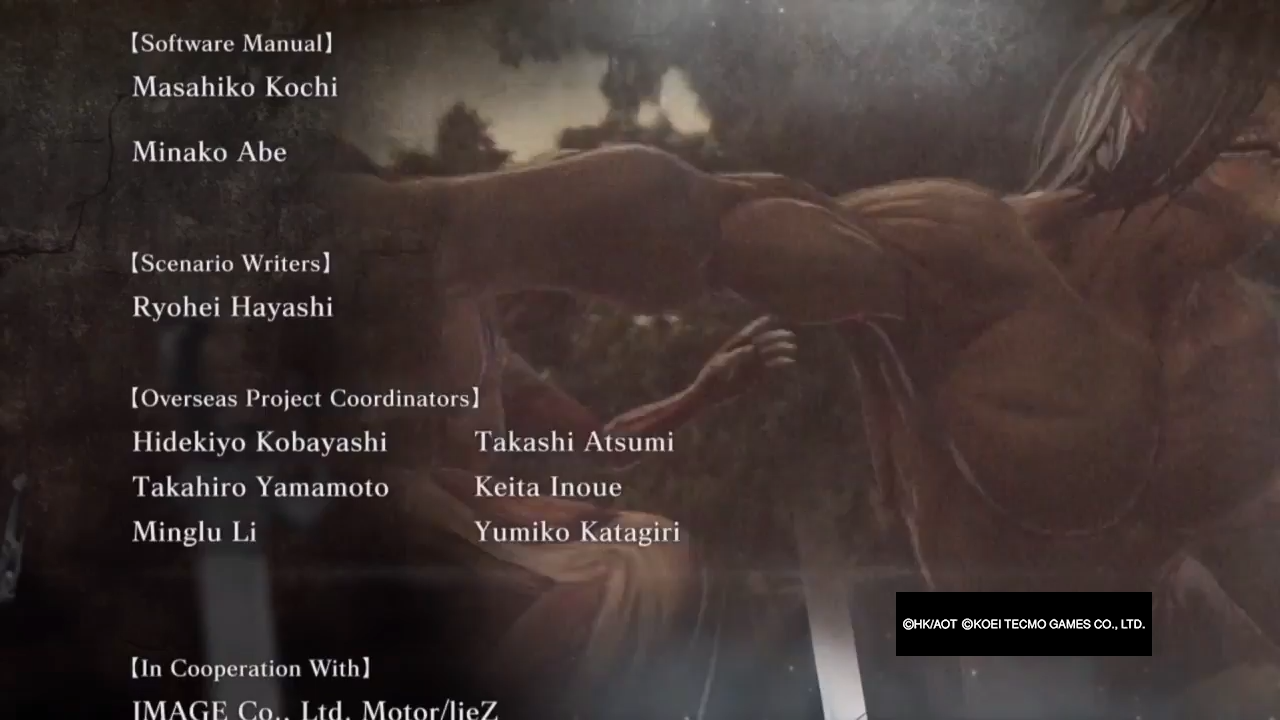 【Software Manual】
Masahiko Kochi
Minako Abe
【Scenario Writers】
Ryohei Hayashi
【Overseas Project Coordinators】
Hidekiyo Kobayashi Takashi Atsumi
Takahiro Yamamoto Keita Inoue
Minglu Li Yumiko Katagiri
【In Cooperation With】
IMAGE Co., Ltd. Motor/lieZ
©HK/AOT ©KOEI TECMO GAMES CO., LTD.